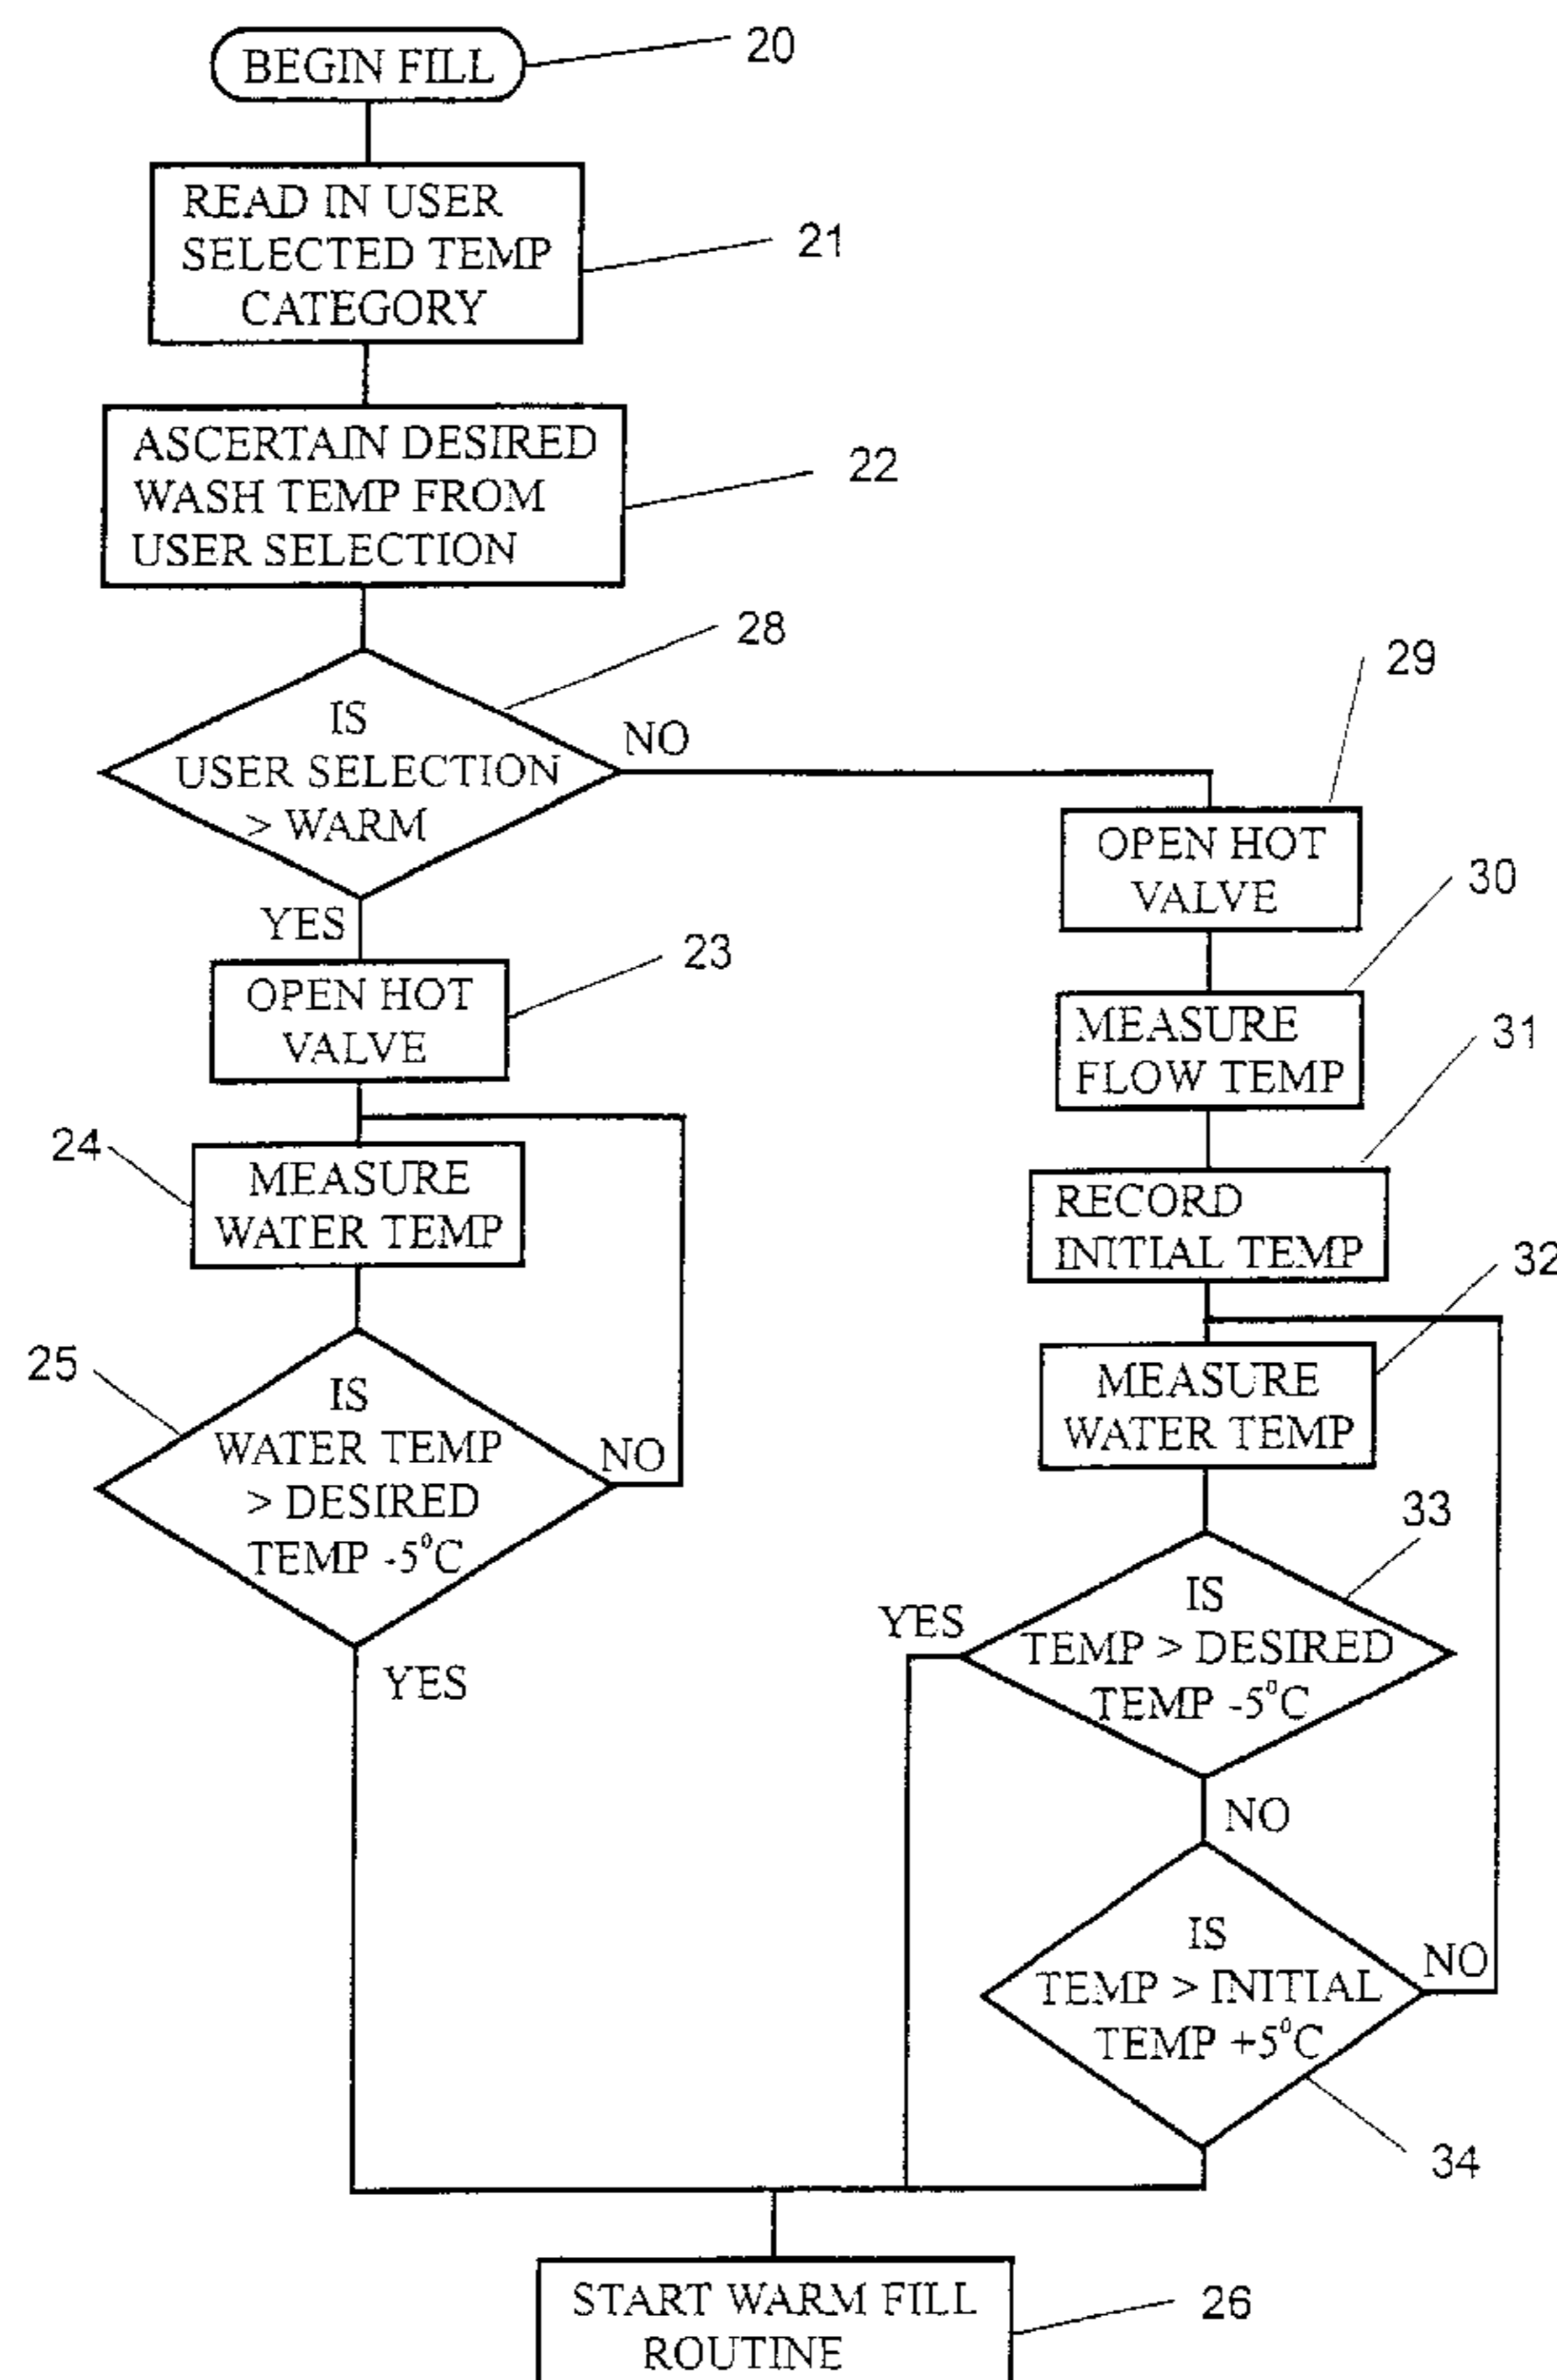 BEGIN FILL
20
READ IN USER
SELECTED TEMP
CATEGORY
21
ASCERTAIN DESIRED
WASH TEMP FROM
USER SELECTION
22
IS
USER SELECTION
> WARM
28
NO
YES
OPEN HOT
VALVE
23
MEASURE
WATER TEMP
24
IS
WATER TEMP
> DESIRED
TEMP -5⁰C
25
NO
YES
OPEN HOT
VALVE
29
MEASURE
FLOW TEMP
30
RECORD
INITIAL TEMP
31
MEASURE
WATER TEMP
32
IS
TEMP > DESIRED
TEMP -5⁰C
33
YES
NO
IS
TEMP > INITIAL
TEMP +5⁰C
NO
34
START WARM FILL
ROUTINE
26